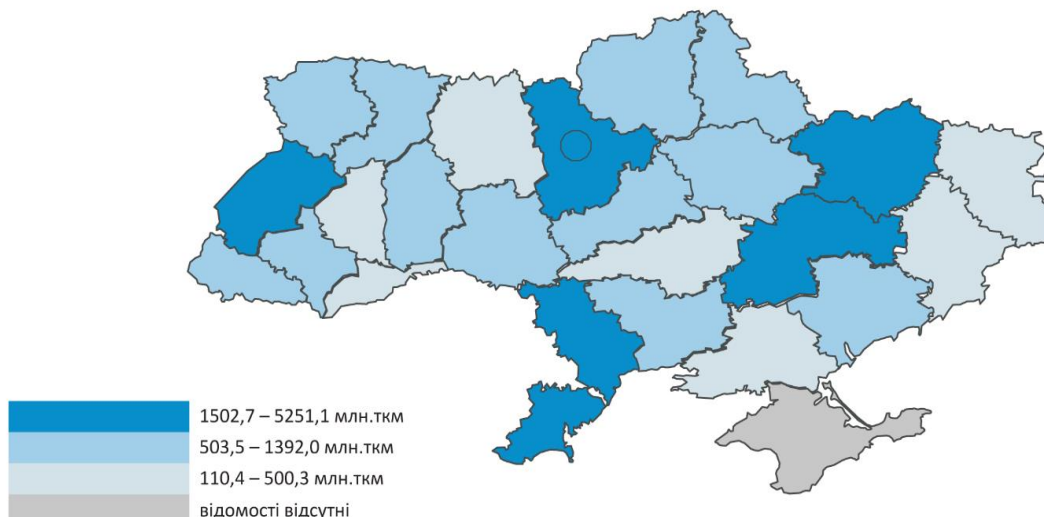 1502,7 – 5251,1 млн.ткм
503,5 – 1392,0 млн.ткм
110,4 – 500,3 млн.ткм
відомості відсутні